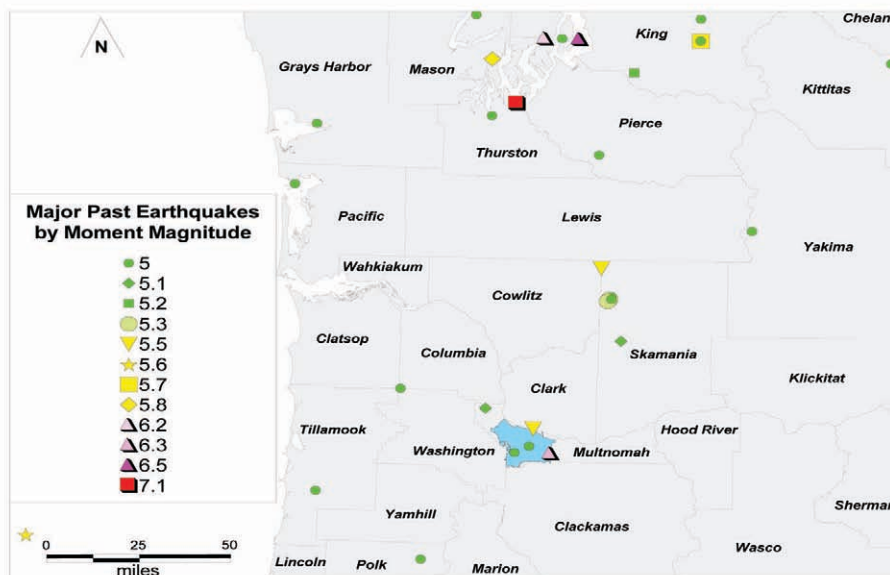 N
King
Chelan
Grays Harbor
Mason
Kittitas
Pierce
Thurston
Pacific
Lewis
Yakima
Wahkiakum
Cowlitz
Clatsop
Columbia
Skamania
Clark
Klickitat
Tillamook
Hood River
Washington
Multnomah
Yamhill
Clackamas
Sherman
Wasco
Lincoln
Polk
Marion
Major Past Earthquakes
by Moment Magnitude
5
5.1
5.2
5.3
5.5
5.6
5.7
5.8
6.2
6.3
6.5
7.1
0 25 50
miles